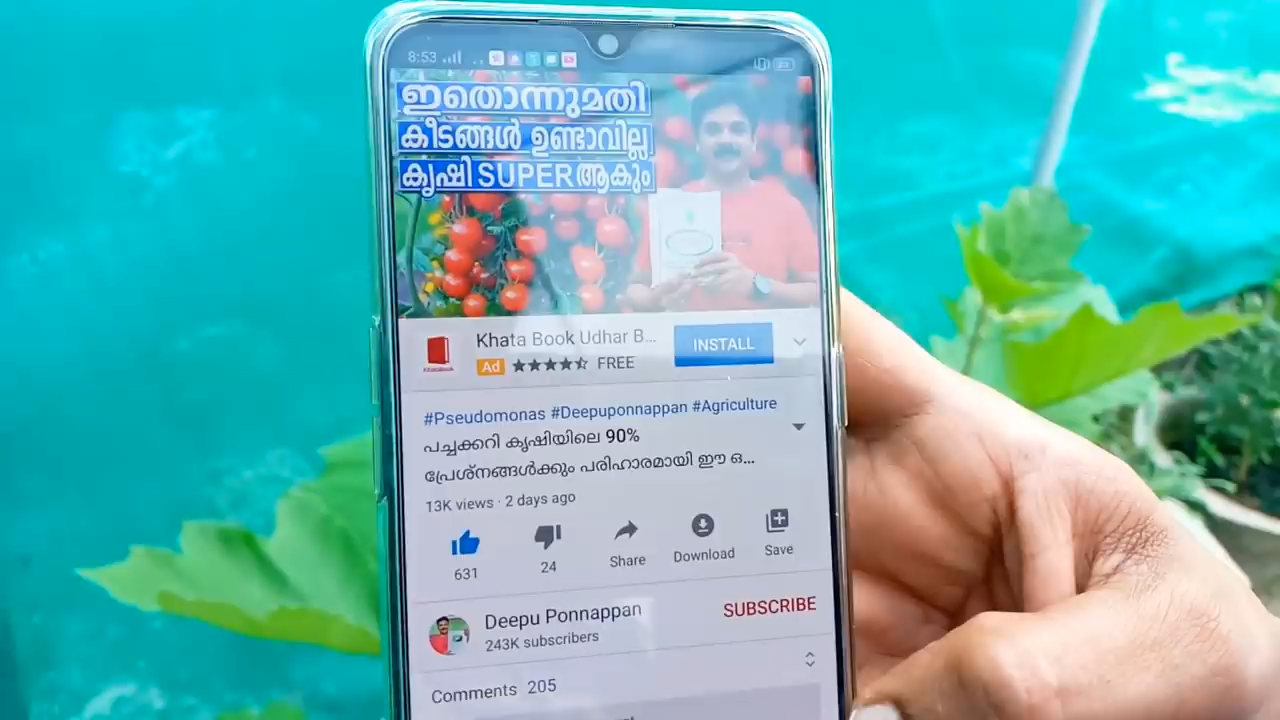 8:53
ഇതൊന്നുമതി
കീടങ്ങൾ ഉണ്ടാവില്ല
കൃഷി SUPER ആകും
Khata Book Udhar B...
INSTALL
Ad
FREE
#Pseudomonas #Deepuponnappan #Agriculture
പച്ചക്കറി കൃഷിയിലെ 90%
പ്രേശ്നങ്ങൾക്കും പരിഹാരമായി ഈ ഒ...
13K views · 2 days ago
631
24
Share
Download
Save
Deepu Ponnappan
SUBSCRIBE
243K subscribers
Comments 205